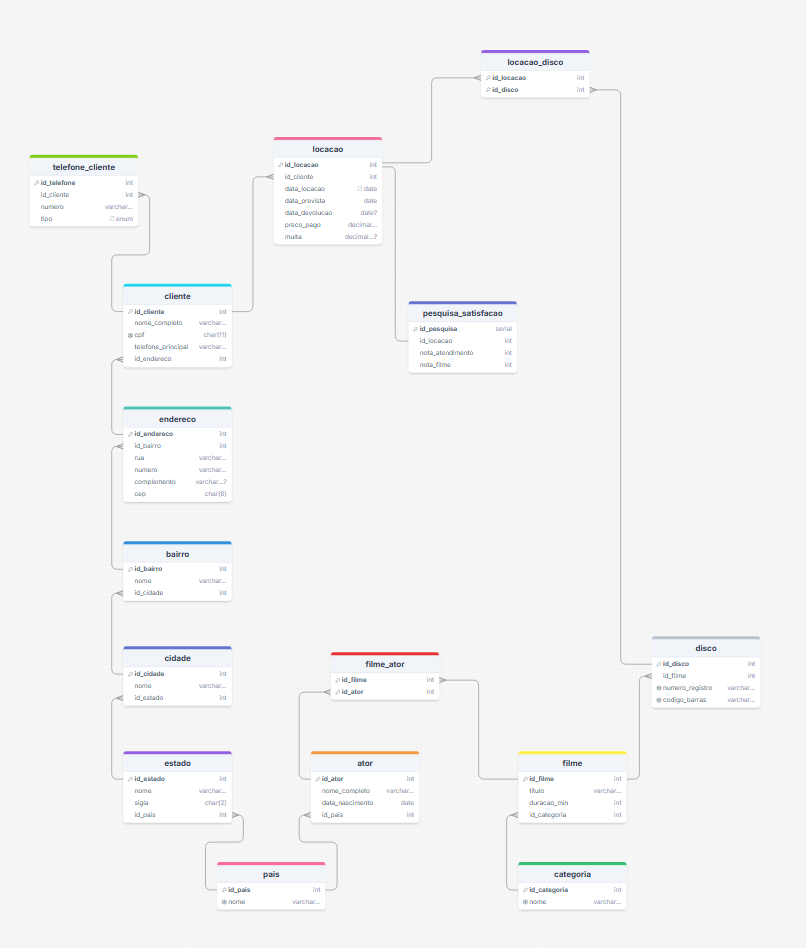 locacao_disco
id_locacao int
id_disco int
locacao
id_locacao int
id_cliente int
data_locacao date
data_prevista date
data_devolucao date?
preco_pago decimal...
multa decimal...?
telefone_cliente
id_telefone int
id_cliente int
numero varchar...
tipo enum
cliente
id_cliente int
nome_completo varchar...
cpf char(11)
telefone_principal varchar...
id_endereco int
pesquisa_satisfacao
id_pesquisa serial
id_locacao int
nota_atendimento int
nota_filme int
endereco
id_endereco int
id_bairro int
rua varchar...
numero varchar...
complemento varchar...?
cep char(8)
bairro
id_bairro int
nome varchar...
id_cidade int
cidade
id_cidade int
nome varchar...
id_estado int
filme_ator
id_filme int
id_ator int
disco
id_disco int
id_filme int
numero_registro varchar...
codigo_barras varchar...
estado
id_estado int
nome varchar...
sigla char(2)
id_pais int
ator
id_ator int
nome_completo varchar...
data_nascimento date
id_pais int
filme
id_filme int
titulo varchar...
duracao_min int
id_categoria int
pais
id_pais int
nome varchar...
categoria
id_categoria int
nome varchar...